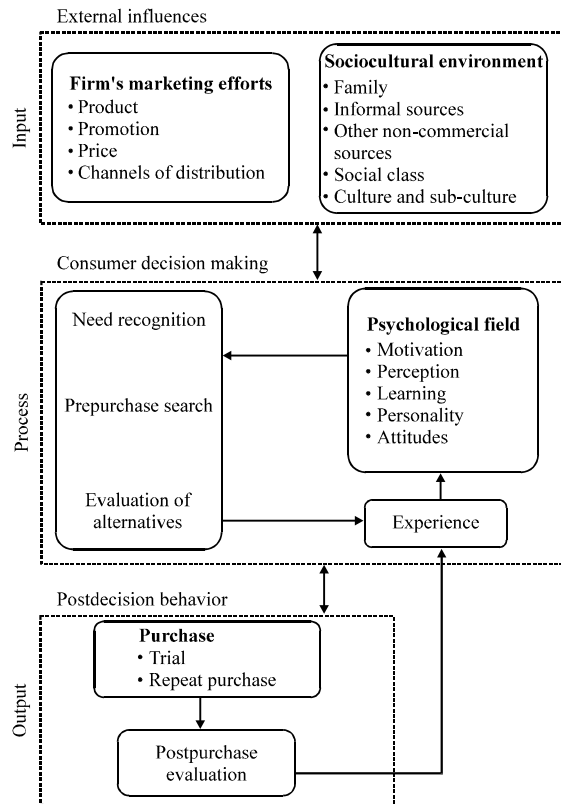 External influences
Input
Firm's marketing efforts
• Product
• Promotion
• Price
• Channels of distribution
Sociocultural environment
• Family
• Informal sources
• Other non-commercial
sources
• Social class
• Culture and sub-culture
Consumer decision making
Process
Need recognition
Prepurchase search
Evaluation of
alternatives
Psychological field
• Motivation
• Perception
• Learning
• Personality
• Attitudes
Experience
Postdecision behavior
Output
Purchase
• Trial
• Repeat purchase
Postpurchase
evaluation